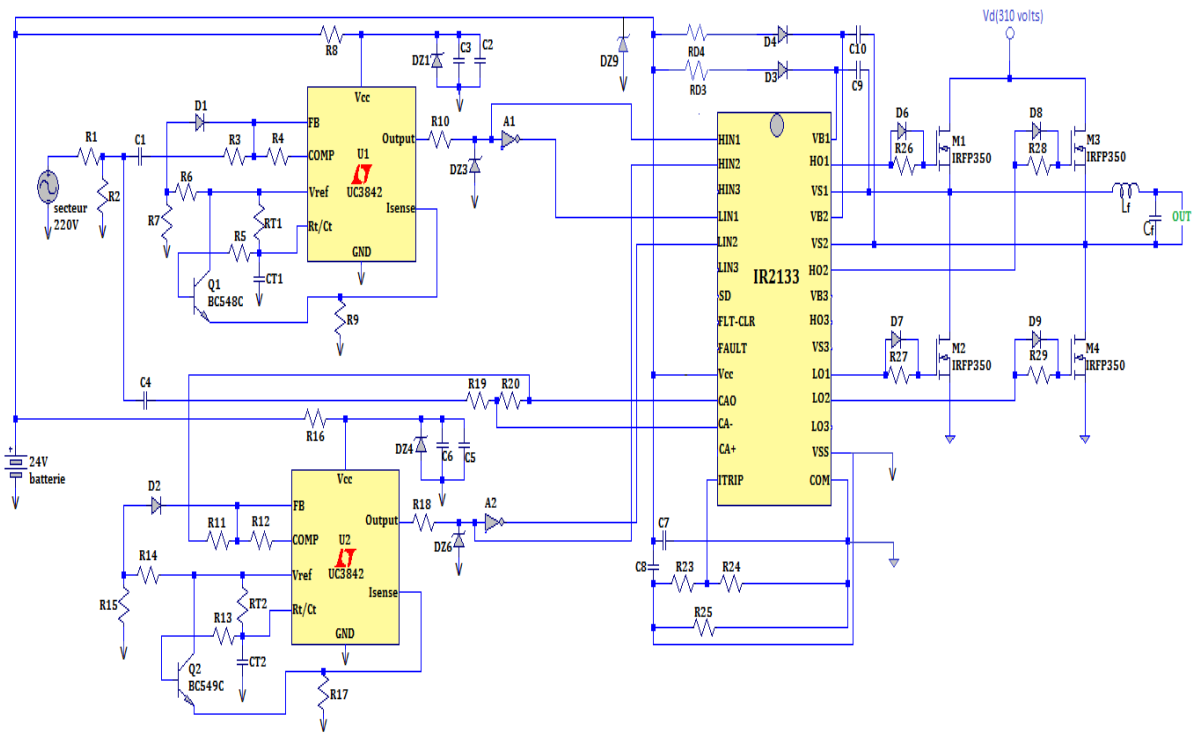 Vd(310 volts)
R8
DZ1
C3
C2
DZ9
RD4
D4
C10
RD3
D3
C9
D1
Vcc
FB
R1
C1
R3
R4
COMP
U1
UC3842
Output
R10
A1
DZ3
HIN1
VB1
D6
M1
D8
M3
HIN2
HO1
R26
IRFP350
R28
IRFP350
secteur
220V
R2
R6
Vref
Isense
HIN3
VS1
R7
RT1
Rt/Ct
LIN1
VB2
Lf
Cf
OUT
R5
GND
LIN2
VS2
Q1
BC548C
CT1
LIN3
IR2133
HO2
SD
VB3
R9
FLT-CLR
HO3
D7
D9
FAULT
VS3
M2
M4
Vcc
LO1
R27
IRFP350
R29
IRFP350
C4
R19
R20
CAO
LO2
R16
CA-
LO3
DZ4
C6
C5
CA+
VSS
24V
batterie
Vcc
ITRIP
COM
D2
FB
R18
A2
R11
R12
COMP
U2
UC3842
Output
DZ6
C7
R14
Vref
C8
R23
R24
R15
RT2
Isense
R13
Rt/Ct
R25
GND
Q2
BC549C
CT2
R17